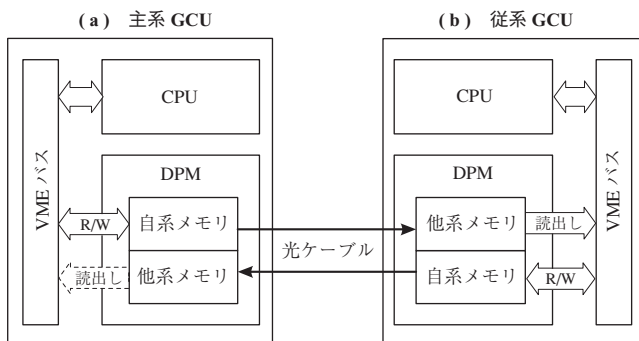 (a) 主系 GCU
VME バス
CPU
DPM
R/W
自系メモリ
読出し
他系メモリ
光ケーブル
(b) 従系 GCU
CPU
DPM
他系メモリ
読出し
自系メモリ
R/W
VME バス